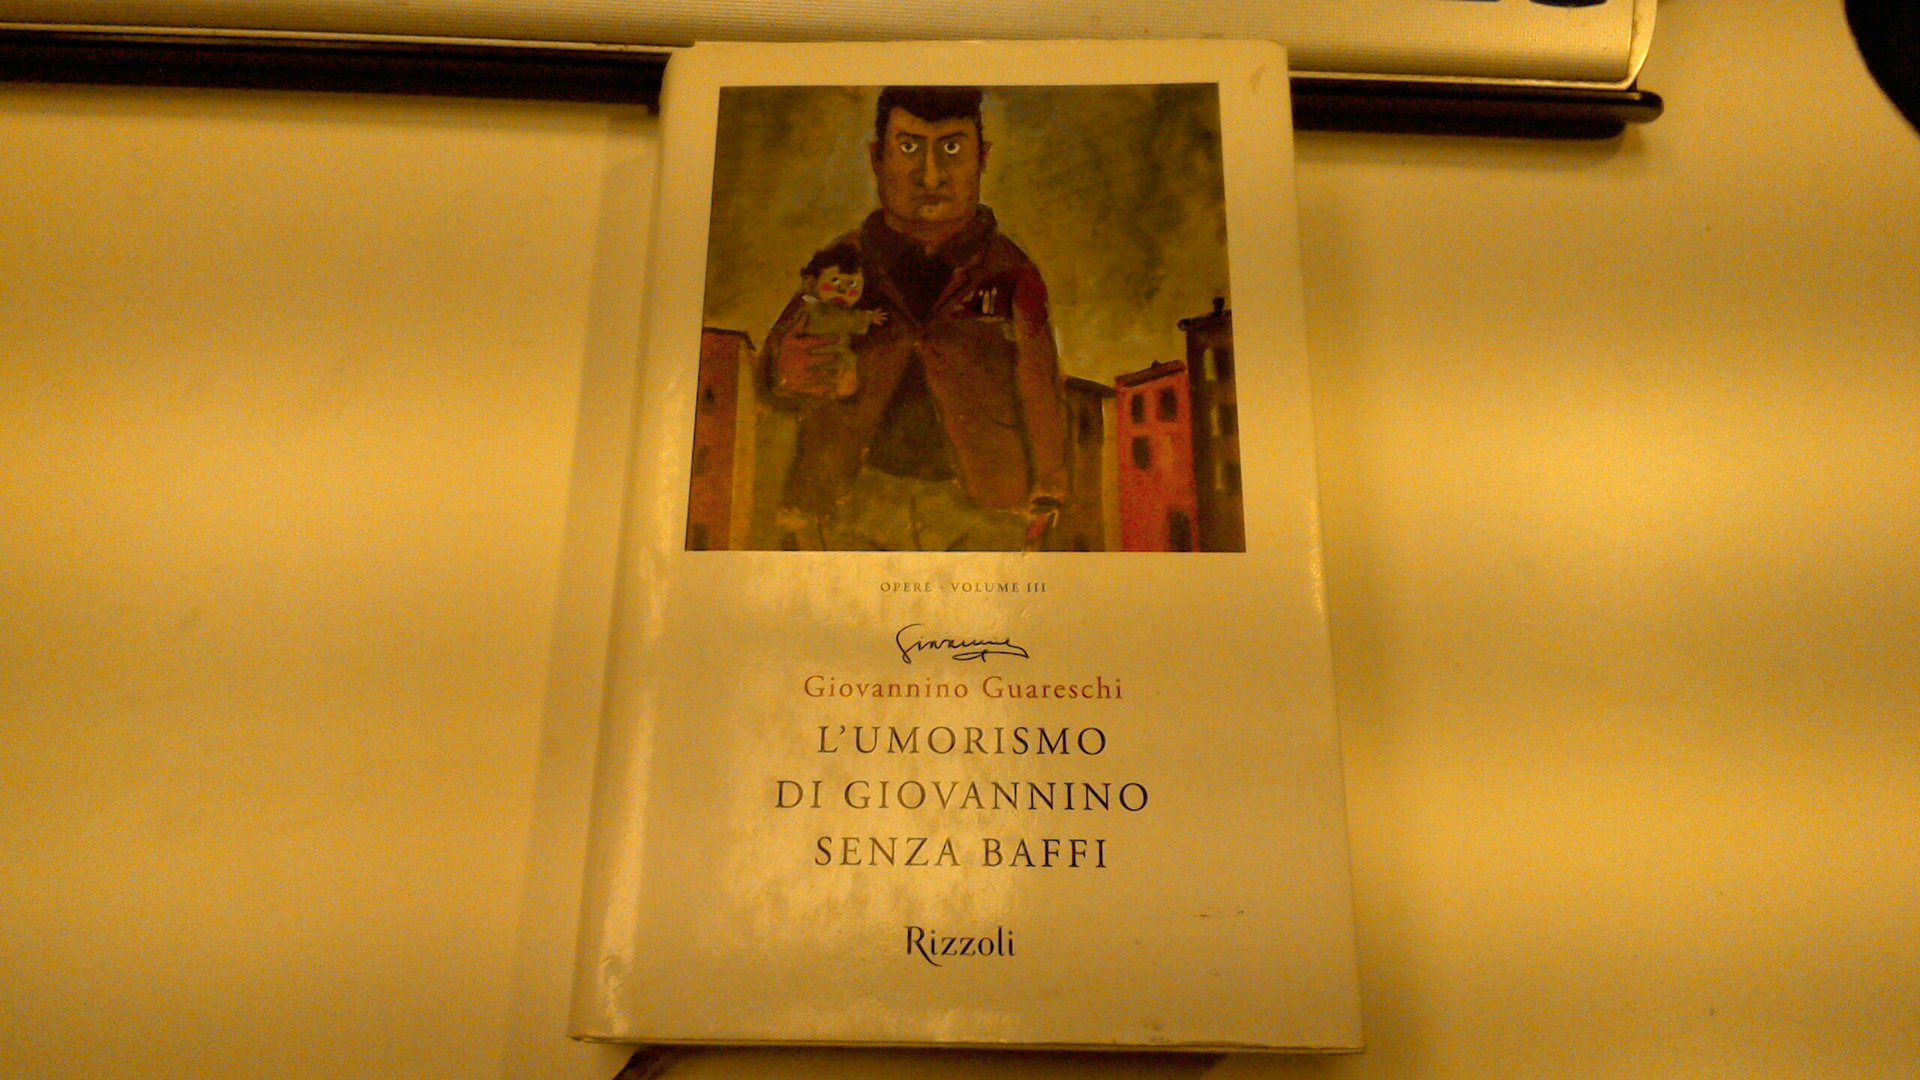 OPERE · VOLUME III
Giovannino Guareschi
L'UMORISMO
DI GIOVANNINO
SENZA BAFFI
Rizzoli